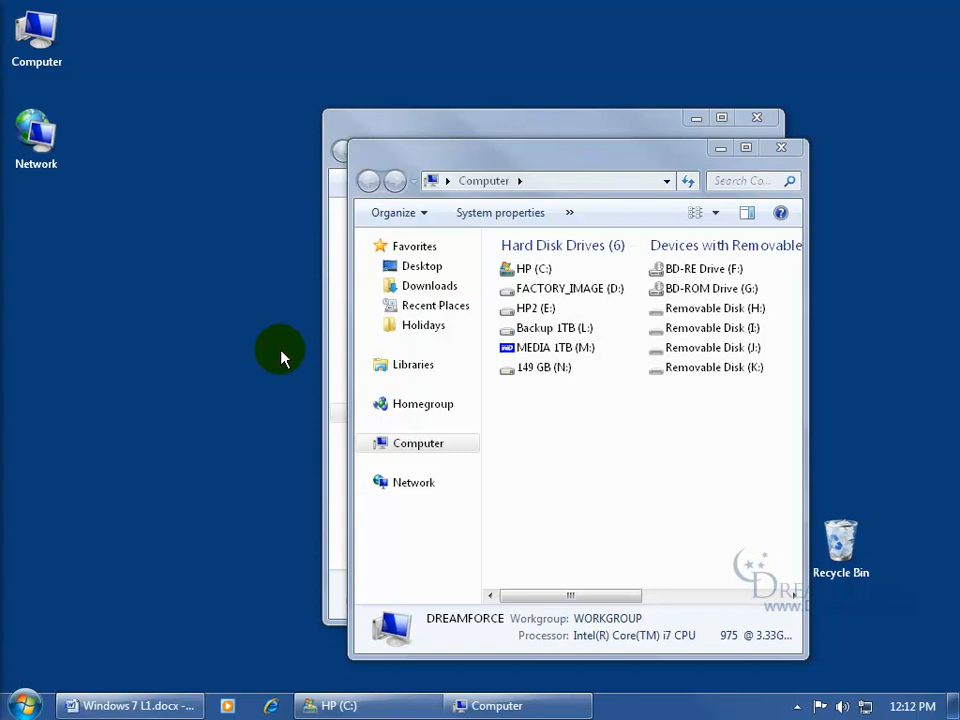 Computer
Network
Computer
Search Co...
Organize
System properties
»
Favorites
Desktop
Downloads
Recent Places
Holidays
Libraries
Homegroup
Computer
Network
Hard Disk Drives (6)
HP (C:)
FACTORY_IMAGE (D:)
HP2 (E:)
Backup 1TB (L:)
MEDIA 1TB (M:)
149 GB (N:)
Devices with Removable
BD-RE Drive (F:)
BD-ROM Drive (G:)
Removable Disk (H:)
Removable Disk (I:)
Removable Disk (J:)
Removable Disk (K:)
DREAMFORCE Workgroup: WORKGROUP
Processor: Intel(R) Core(TM) i7 CPU 975 @ 3.33G...
Recycle Bin
Windows 7 L1.docx -...
HP (C:)
Computer
12:12 PM